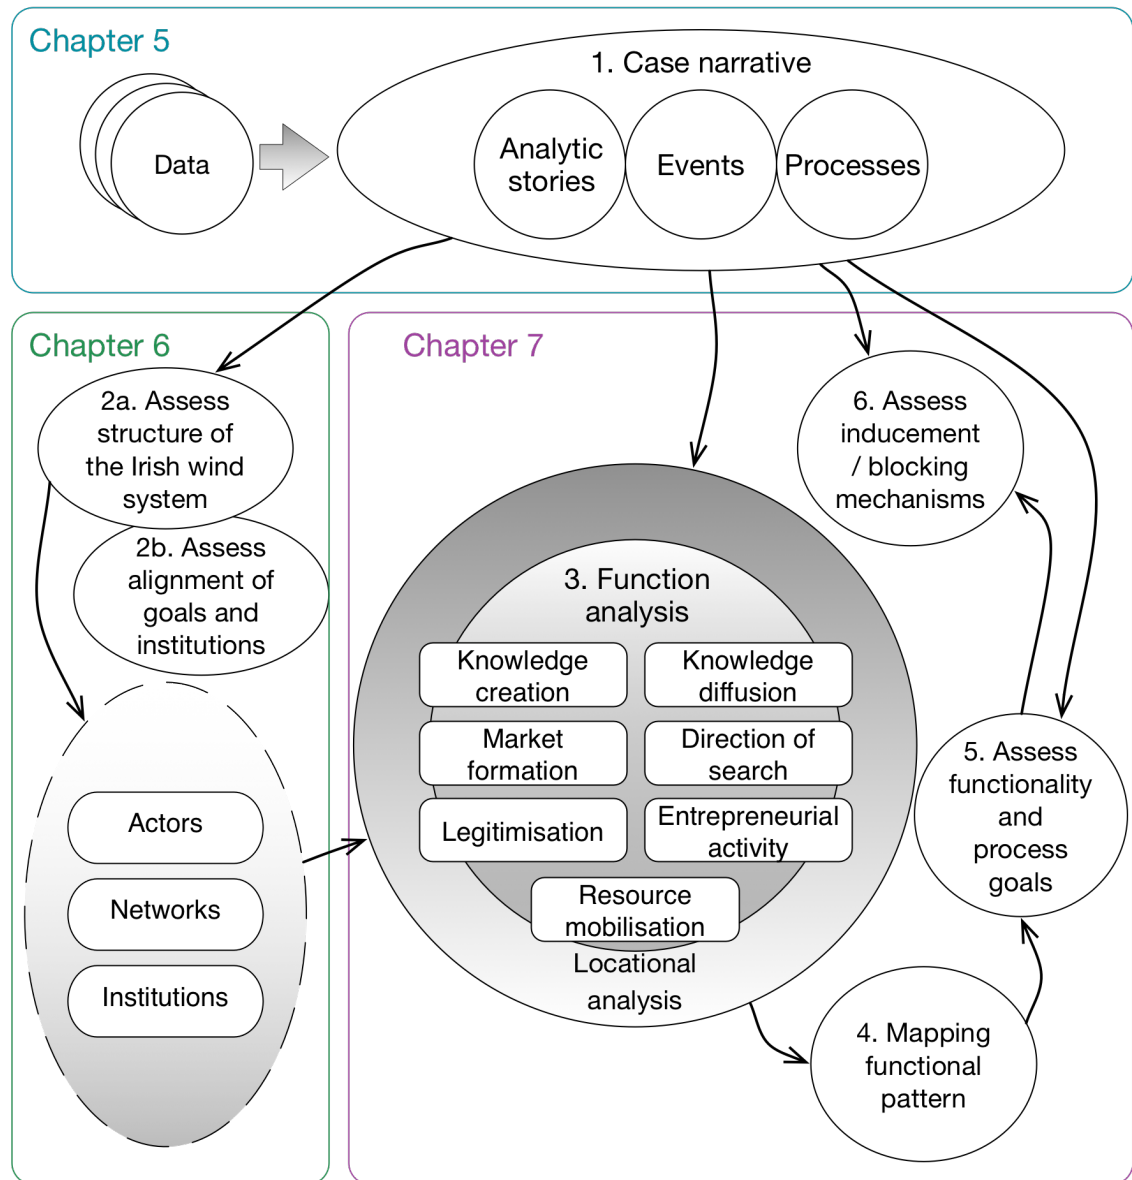 Chapter 5
1. Case narrative
Data
Analytic
stories
Events
Processes
Chapter 6
2a. Assess
structure of
the Irish wind
system
2b. Assess
alignment of
goals and
institutions
Actors
Networks
Institutions
Chapter 7
3. Function
analysis
Knowledge
creation
Knowledge
diffusion
Market
formation
Direction of
search
Legitimisation
Entrepreneurial
activity
Resource
mobilisation
Locational
analysis
4. Mapping
functional
pattern
5. Assess
functionality
and
process
goals
6. Assess
inducement
/ blocking
mechanisms